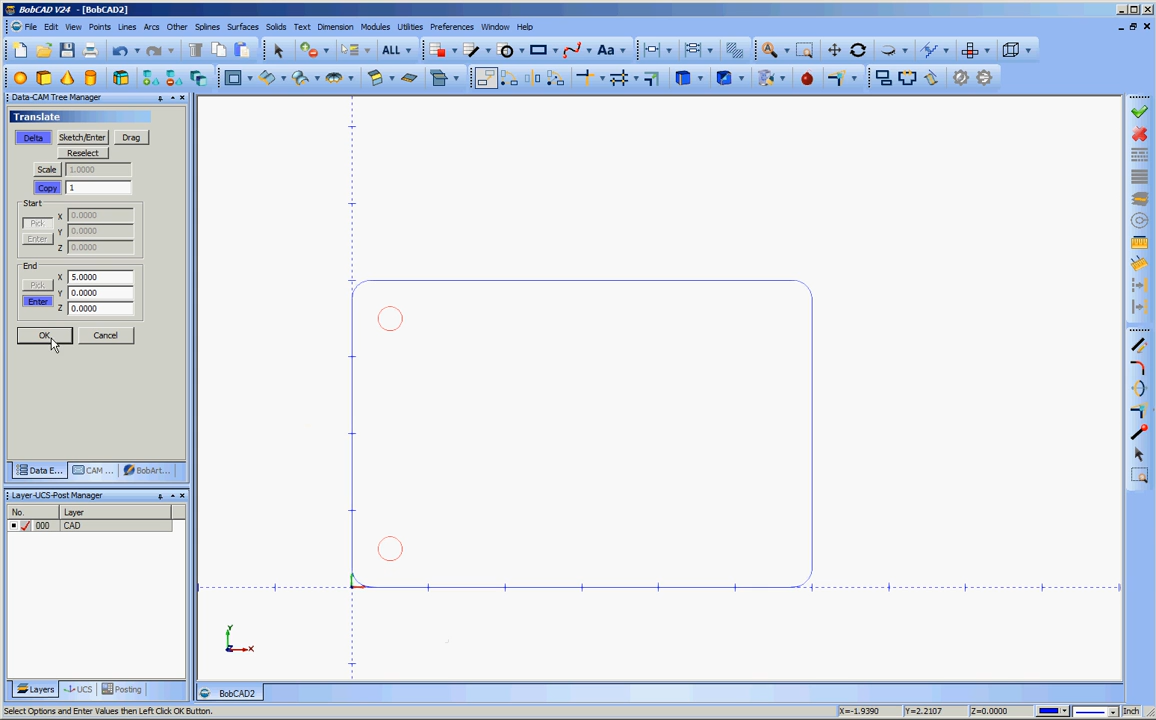 BobCAD V24 - [BobCAD2]
File Edit View Points Lines Arcs Other Splines Surfaces Solids Text Dimension Modules Utilities Preferences Window Help
ALL Aa
Data-CAM Tree Manager
Translate
Delta Sketch/Enter Drag
Reselect
Scale 1.0000
Copy 1
Start
Pick X 0.0000
Enter Y 0.0000
Z 0.0000
End
Pick X 5.0000
Enter Y 0.0000
Z 0.0000
OK Cancel
Data E... CAM ... BobArt...
Layer-UCS-Post Manager
No. Layer
000 CAD
Y
Z X
Layers UCS Posting
BobCAD2
Select Options and Enter Values then Left Click OK Button. X=-1.9390 Y=2.2107 Z=0.0000 Inch